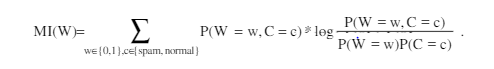 MI(W)= ∑ P(W = w, C = c) * log P(W = w, C = c) / P(W = w)P(C = c) .
w∈{0,1},c∈{spam, normal}